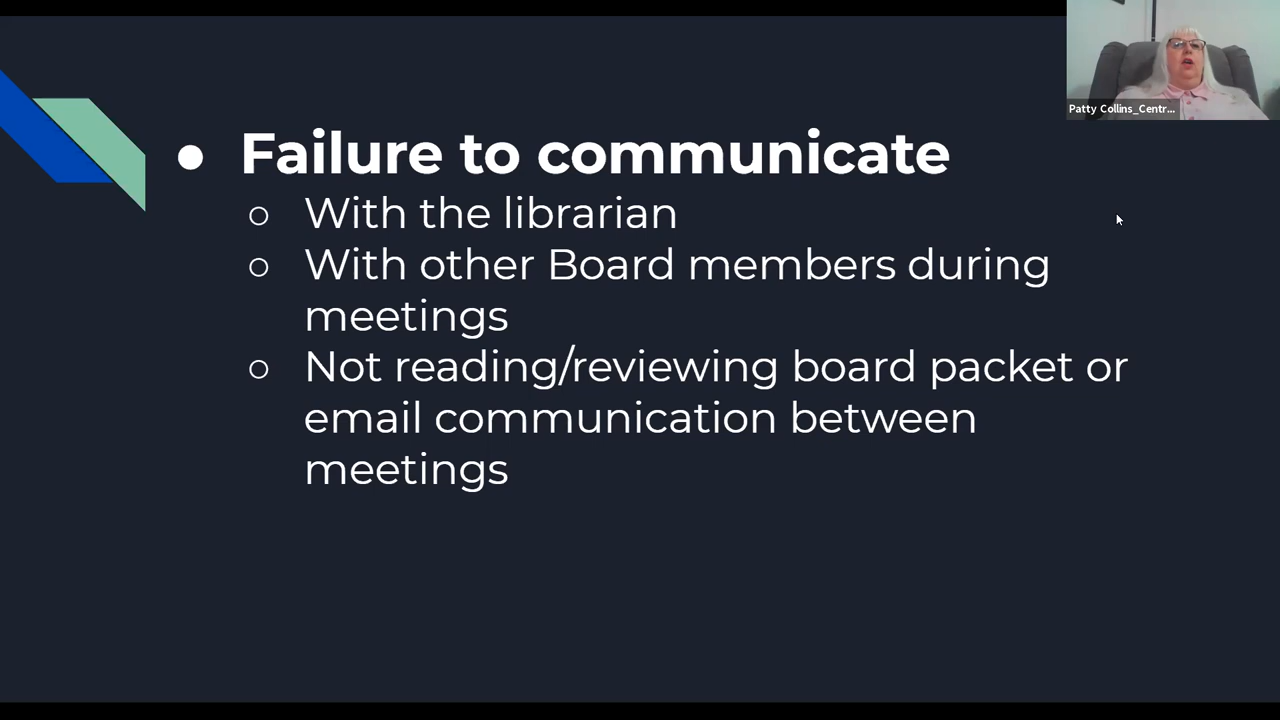 Patty Collins_Centr...
● Failure to communicate
○ With the librarian
○ With other Board members during
meetings
○ Not reading/reviewing board packet or
email communication between
meetings